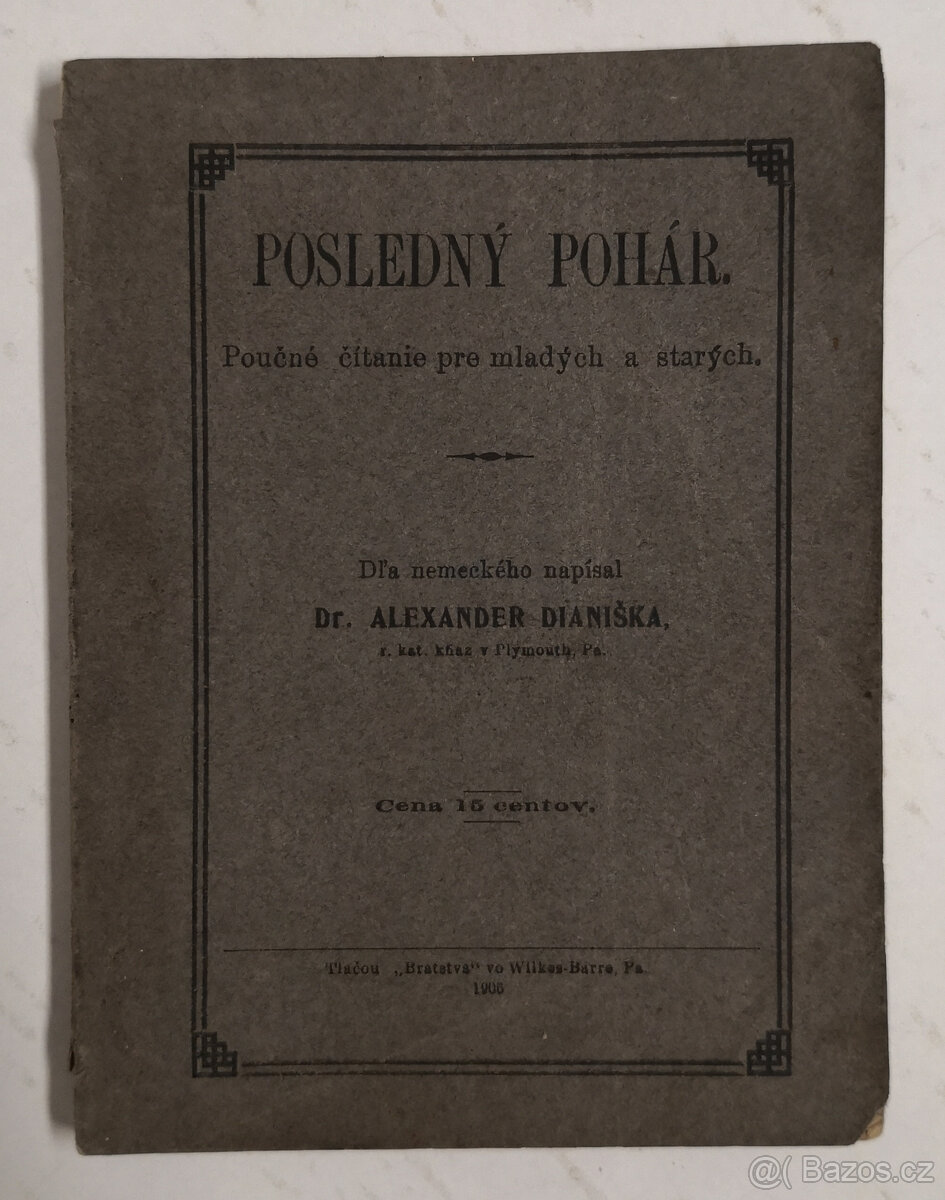 POSLEDNÝ POHÁR.
Poučné čítanie pre mladých a starých.
Dľa nemeckého napísal
Dr. ALEXANDER DIANIŠKA,
r. kat. kňaz v Plymouth, Pa.
Cena 15 centov.
Tlačou „Bratstva“ vo Wilkes-Barre, Pa
1906
@( Bazos.cz